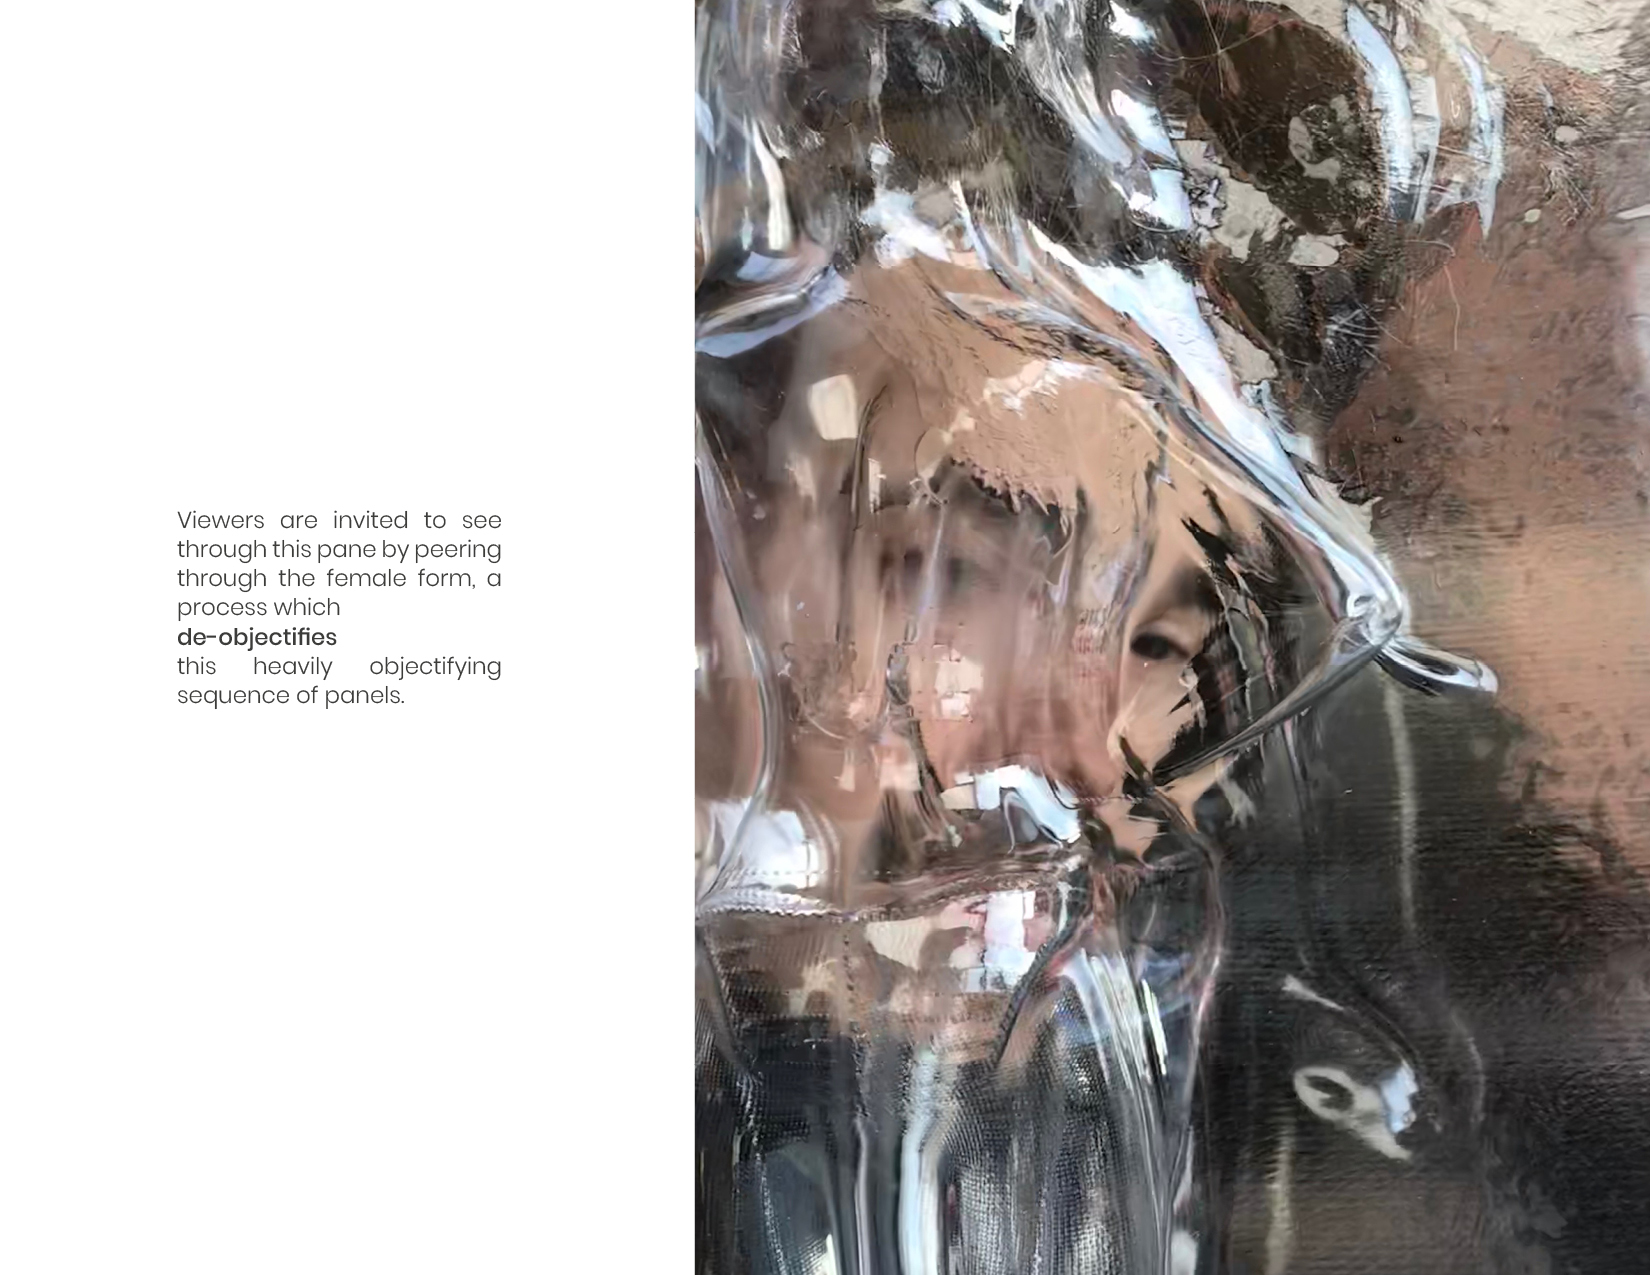 Viewers are invited to see
through this pane by peering
through the female form, a
process which
de-objectifies
this heavily objectifying
sequence of panels.